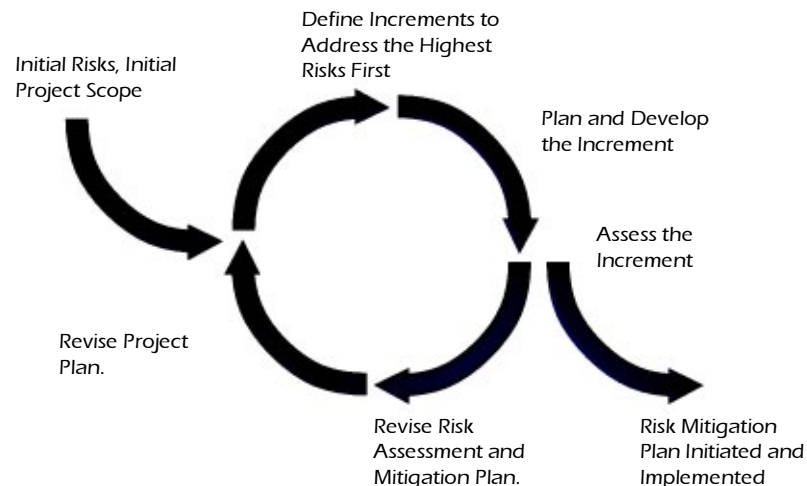 Define Increments to
Address the Highest
Risks First
Initial Risks, Initial
Project Scope
Plan and Develop
the Increment
Assess the
Increment
Revise Project
Plan.
Revise Risk
Assessment and
Mitigation Plan.
Risk Mitigation
Plan Initiated and
Implemented